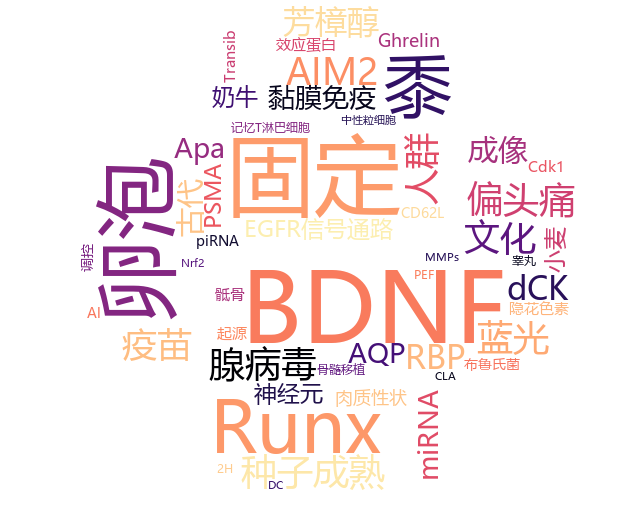 芳樟醇
效应蛋白
Ghrelin
Transib
AIM2
黍
奶牛
黏膜免疫
中性粒细胞
记忆T淋巴细胞
Apa
固定
人群
成像
Cdk1
卵泡
古代
PSMA
偏头痛
CD62L
EGFR信号通路
文化
小麦
piRNA
调控
Nrf2
MMPs
睾丸
BDNF
PEF
dCK
骶骨
AI
隐花色素
起源
疫苗
蓝光
腺病毒
AQP
RBP
布鲁氏菌
骨髓移植
CLA
神经元
肉质性状
Runx
miRNA
2H
种子成熟
DC